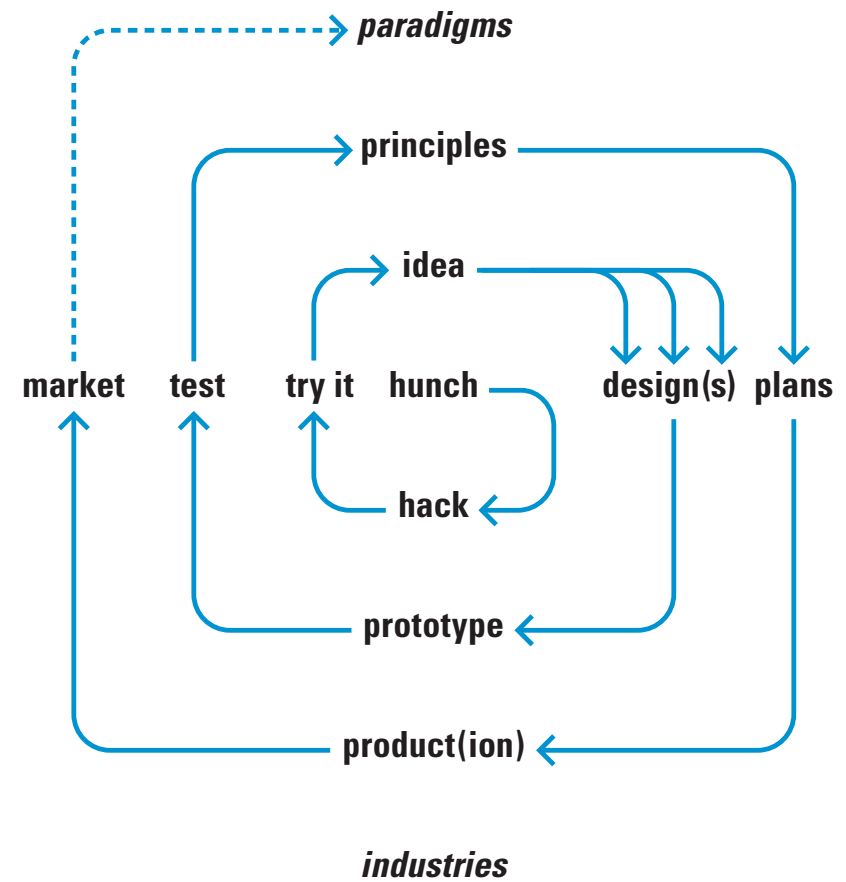 paradigms
principles
idea
market test try it hunch design(s) plans
hack
prototype
product(ion)
industries